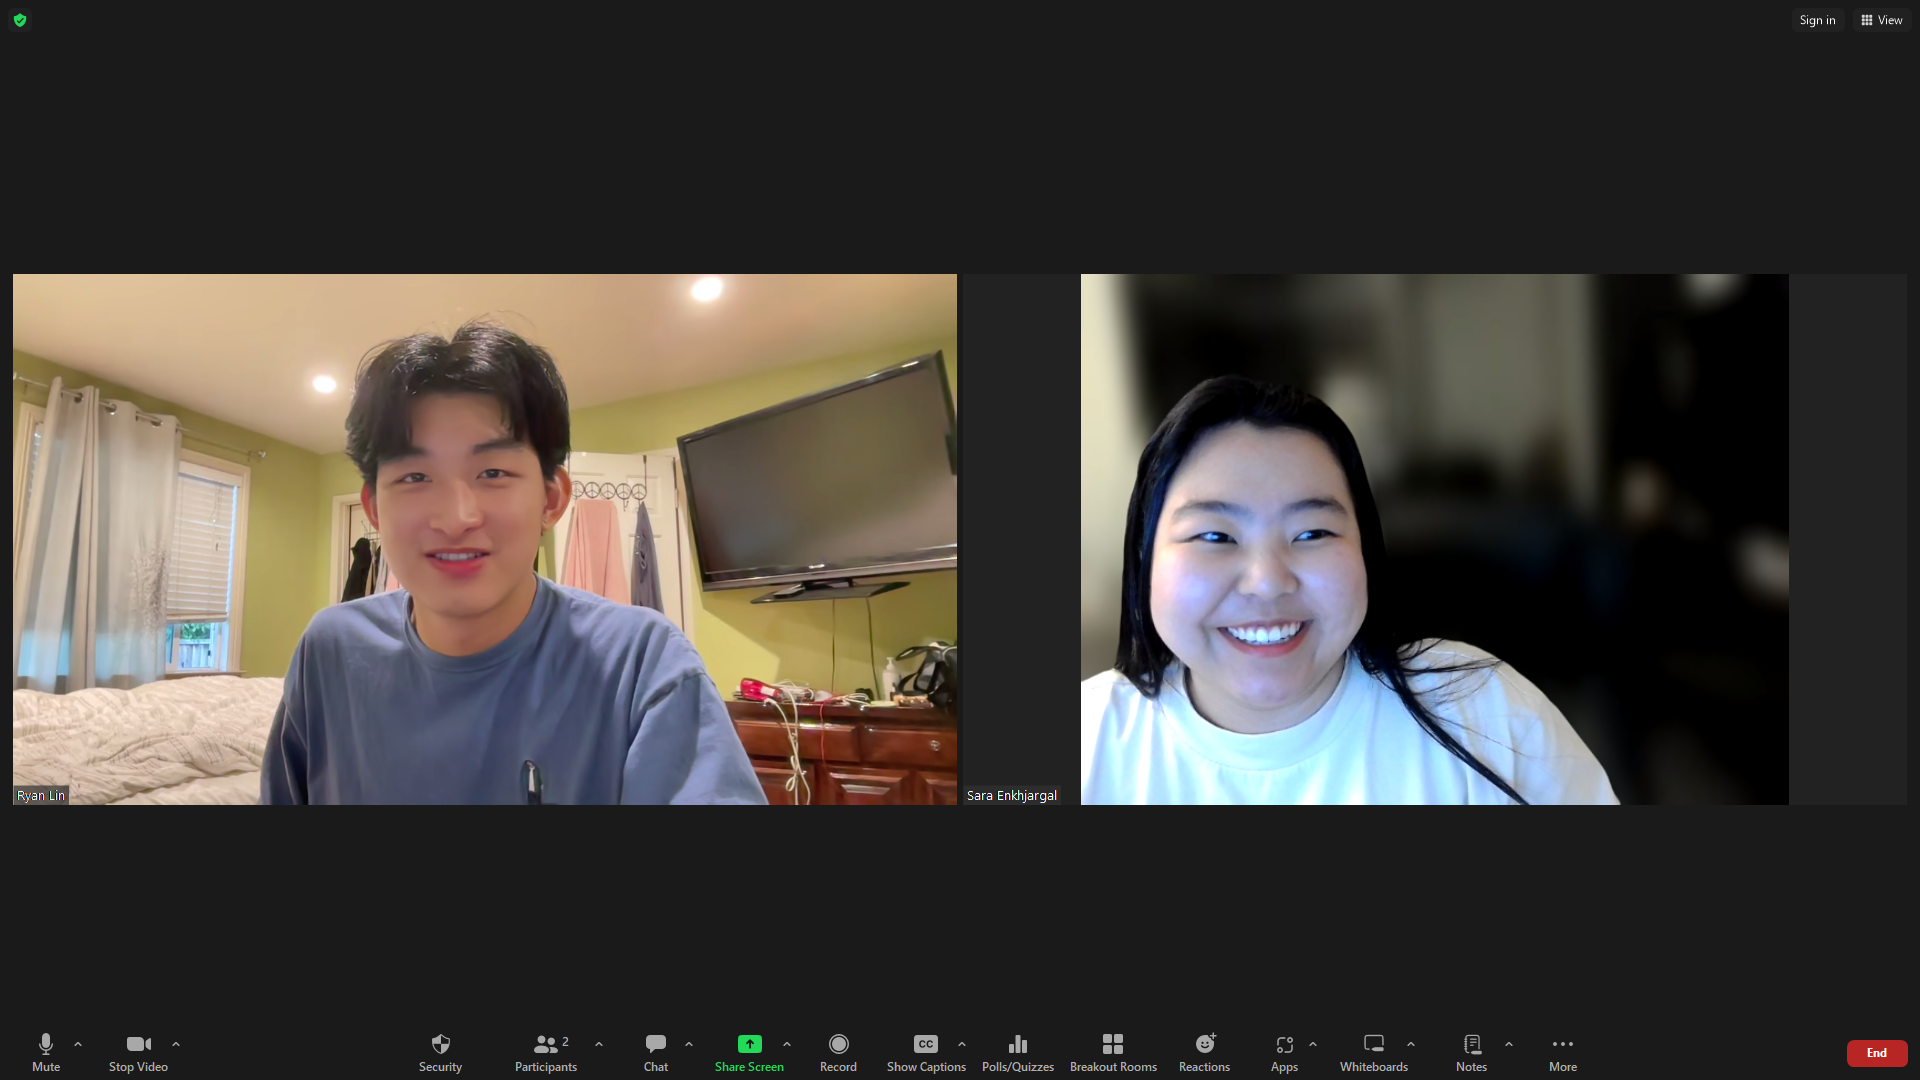 Sign in
View
Ryan Lin
Sara Enkhjargal
Mute
Stop Video
Security
2
Participants
Chat
Share Screen
Record
CC
Show Captions
Polls/Quizzes
Breakout Rooms
Reactions
Apps
Whiteboards
Notes
More
End